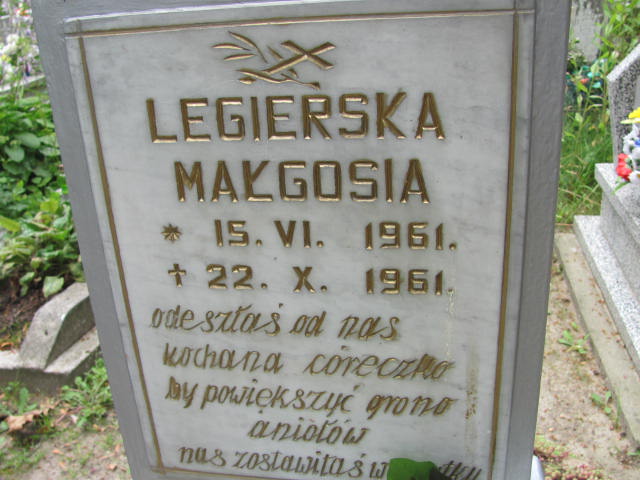 LEGIERSKA
MAŁGOSIA
* 15. VI. 1961.
† 22. X. 1961.
odeszłaś od nas
kochana córeczko
by powiększyć grono
aniołów
nas zostawiłaś w